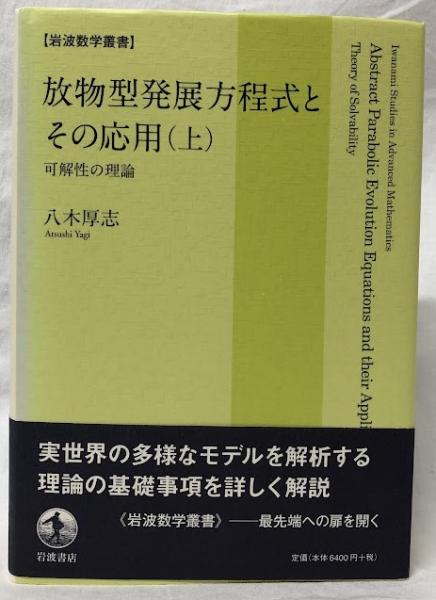 【岩波数学叢書】
放物型発展方程式と
その応用(上)
可解性の理論
八木厚志
Atsushi Yagi
Iwanami Studies in Advanced Mathematics
Abstract Parabolic Evolution Equations and their Appli
Theory of Solvability
実世界の多様なモデルを解析する
理論の基礎事項を詳しく解説
《岩波数学叢書》——最先端への扉を開く
岩波書店
定価(本体6400円+税)